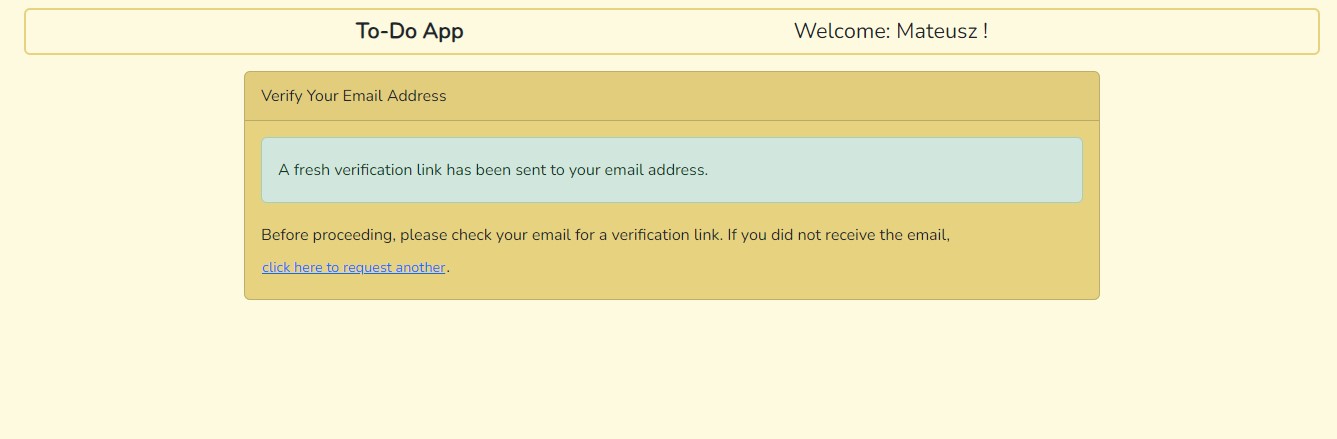 To-Do App Welcome: Mateusz !
Verify Your Email Address
A fresh verification link has been sent to your email address.
Before proceeding, please check your email for a verification link. If you did not receive the email,
click here to request another.